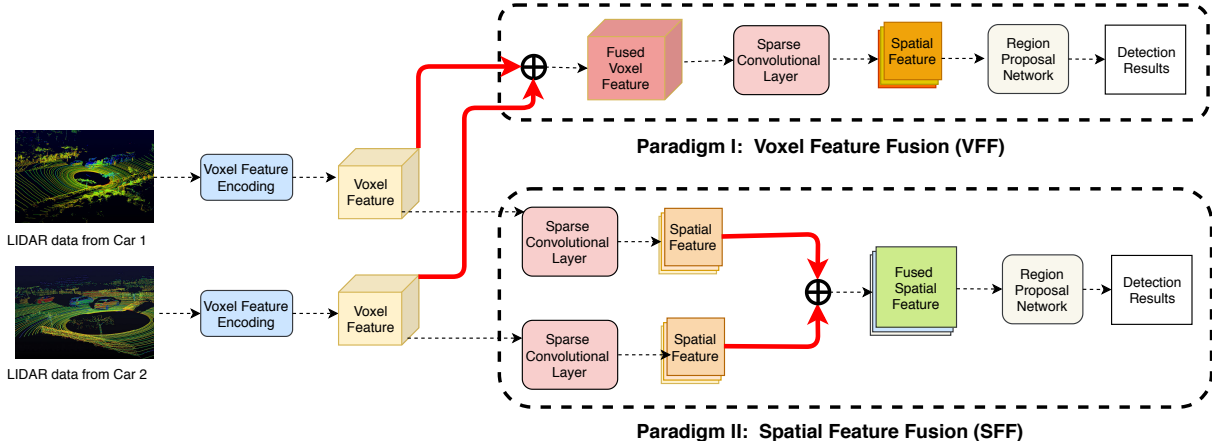 Fused
Voxel
Feature
Sparse
Convolutional
Layer
Spatial
Feature
Region
Proposal
Network
Detection
Results
Paradigm I: Voxel Feature Fusion (VFF)
Voxel Feature
Encoding
Voxel
Feature
LIDAR data from Car 1
Sparse
Convolutional
Layer
Spatial
Feature
Fused
Spatial
Feature
Region
Proposal
Network
Detection
Results
Voxel Feature
Encoding
Voxel
Feature
Sparse
Convolutional
Layer
Spatial
Feature
LIDAR data from Car 2
Paradigm II: Spatial Feature Fusion (SFF)